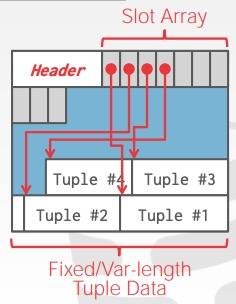 Slot Array
Header
Tuple #4
Tuple #3
Tuple #2
Tuple #1
Fixed/Var-length
Tuple Data